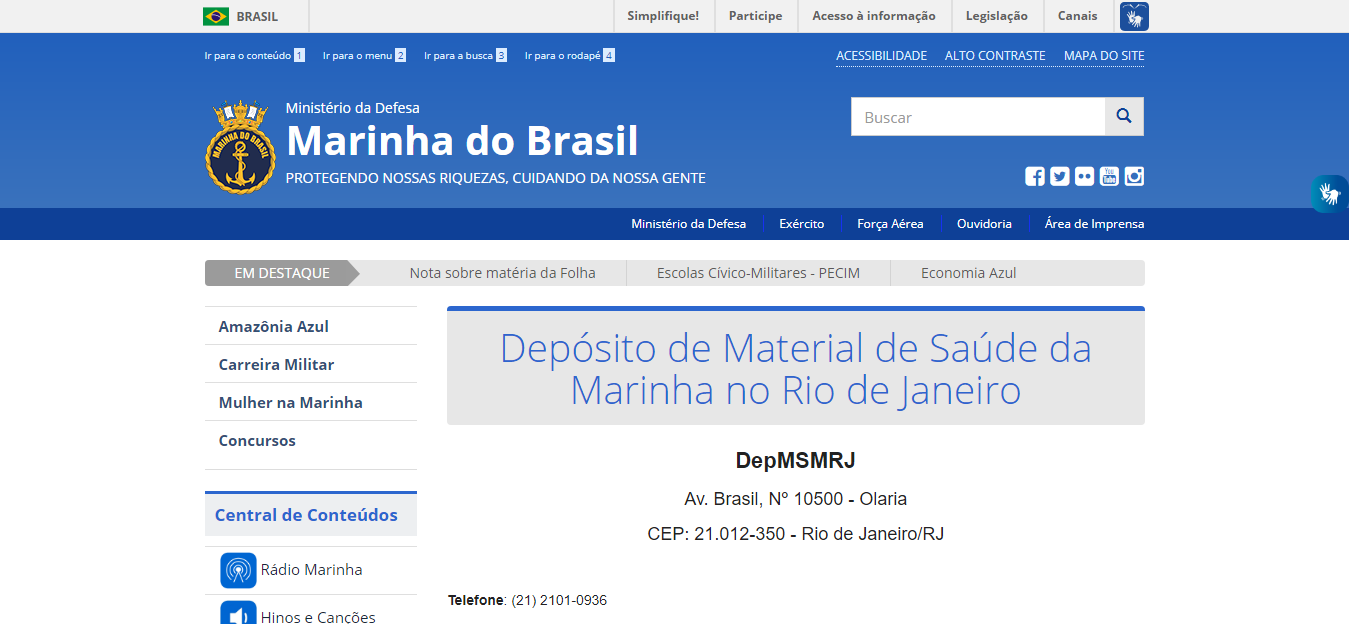 BRASIL
Simplifique! Participe Acesso à informação Legislação Canais
Ir para o conteúdo 1 Ir para o menu 2 Ir para a busca 3 Ir para o rodapé 4
ACESSIBILIDADE ALTO CONTRASTE MAPA DO SITE
MARINHA DO BRASIL
Ministério da Defesa
Marinha do Brasil
PROTEGENDO NOSSAS RIQUEZAS, CUIDANDO DA NOSSA GENTE
Buscar
You Tube
Ministério da Defesa Exército Força Aérea Ouvidoria Área de Imprensa
EM DESTAQUE Nota sobre matéria da Folha Escolas Cívico-Militares - PECIM Economia Azul
Amazônia Azul
Carreira Militar
Mulher na Marinha
Concursos
Central de Conteúdos
Rádio Marinha
Hinos e Canções
Depósito de Material de Saúde da
Marinha no Rio de Janeiro
DepMSMRJ
Av. Brasil, Nº 10500 - Olaria
CEP: 21.012-350 - Rio de Janeiro/RJ
Telefone: (21) 2101-0936